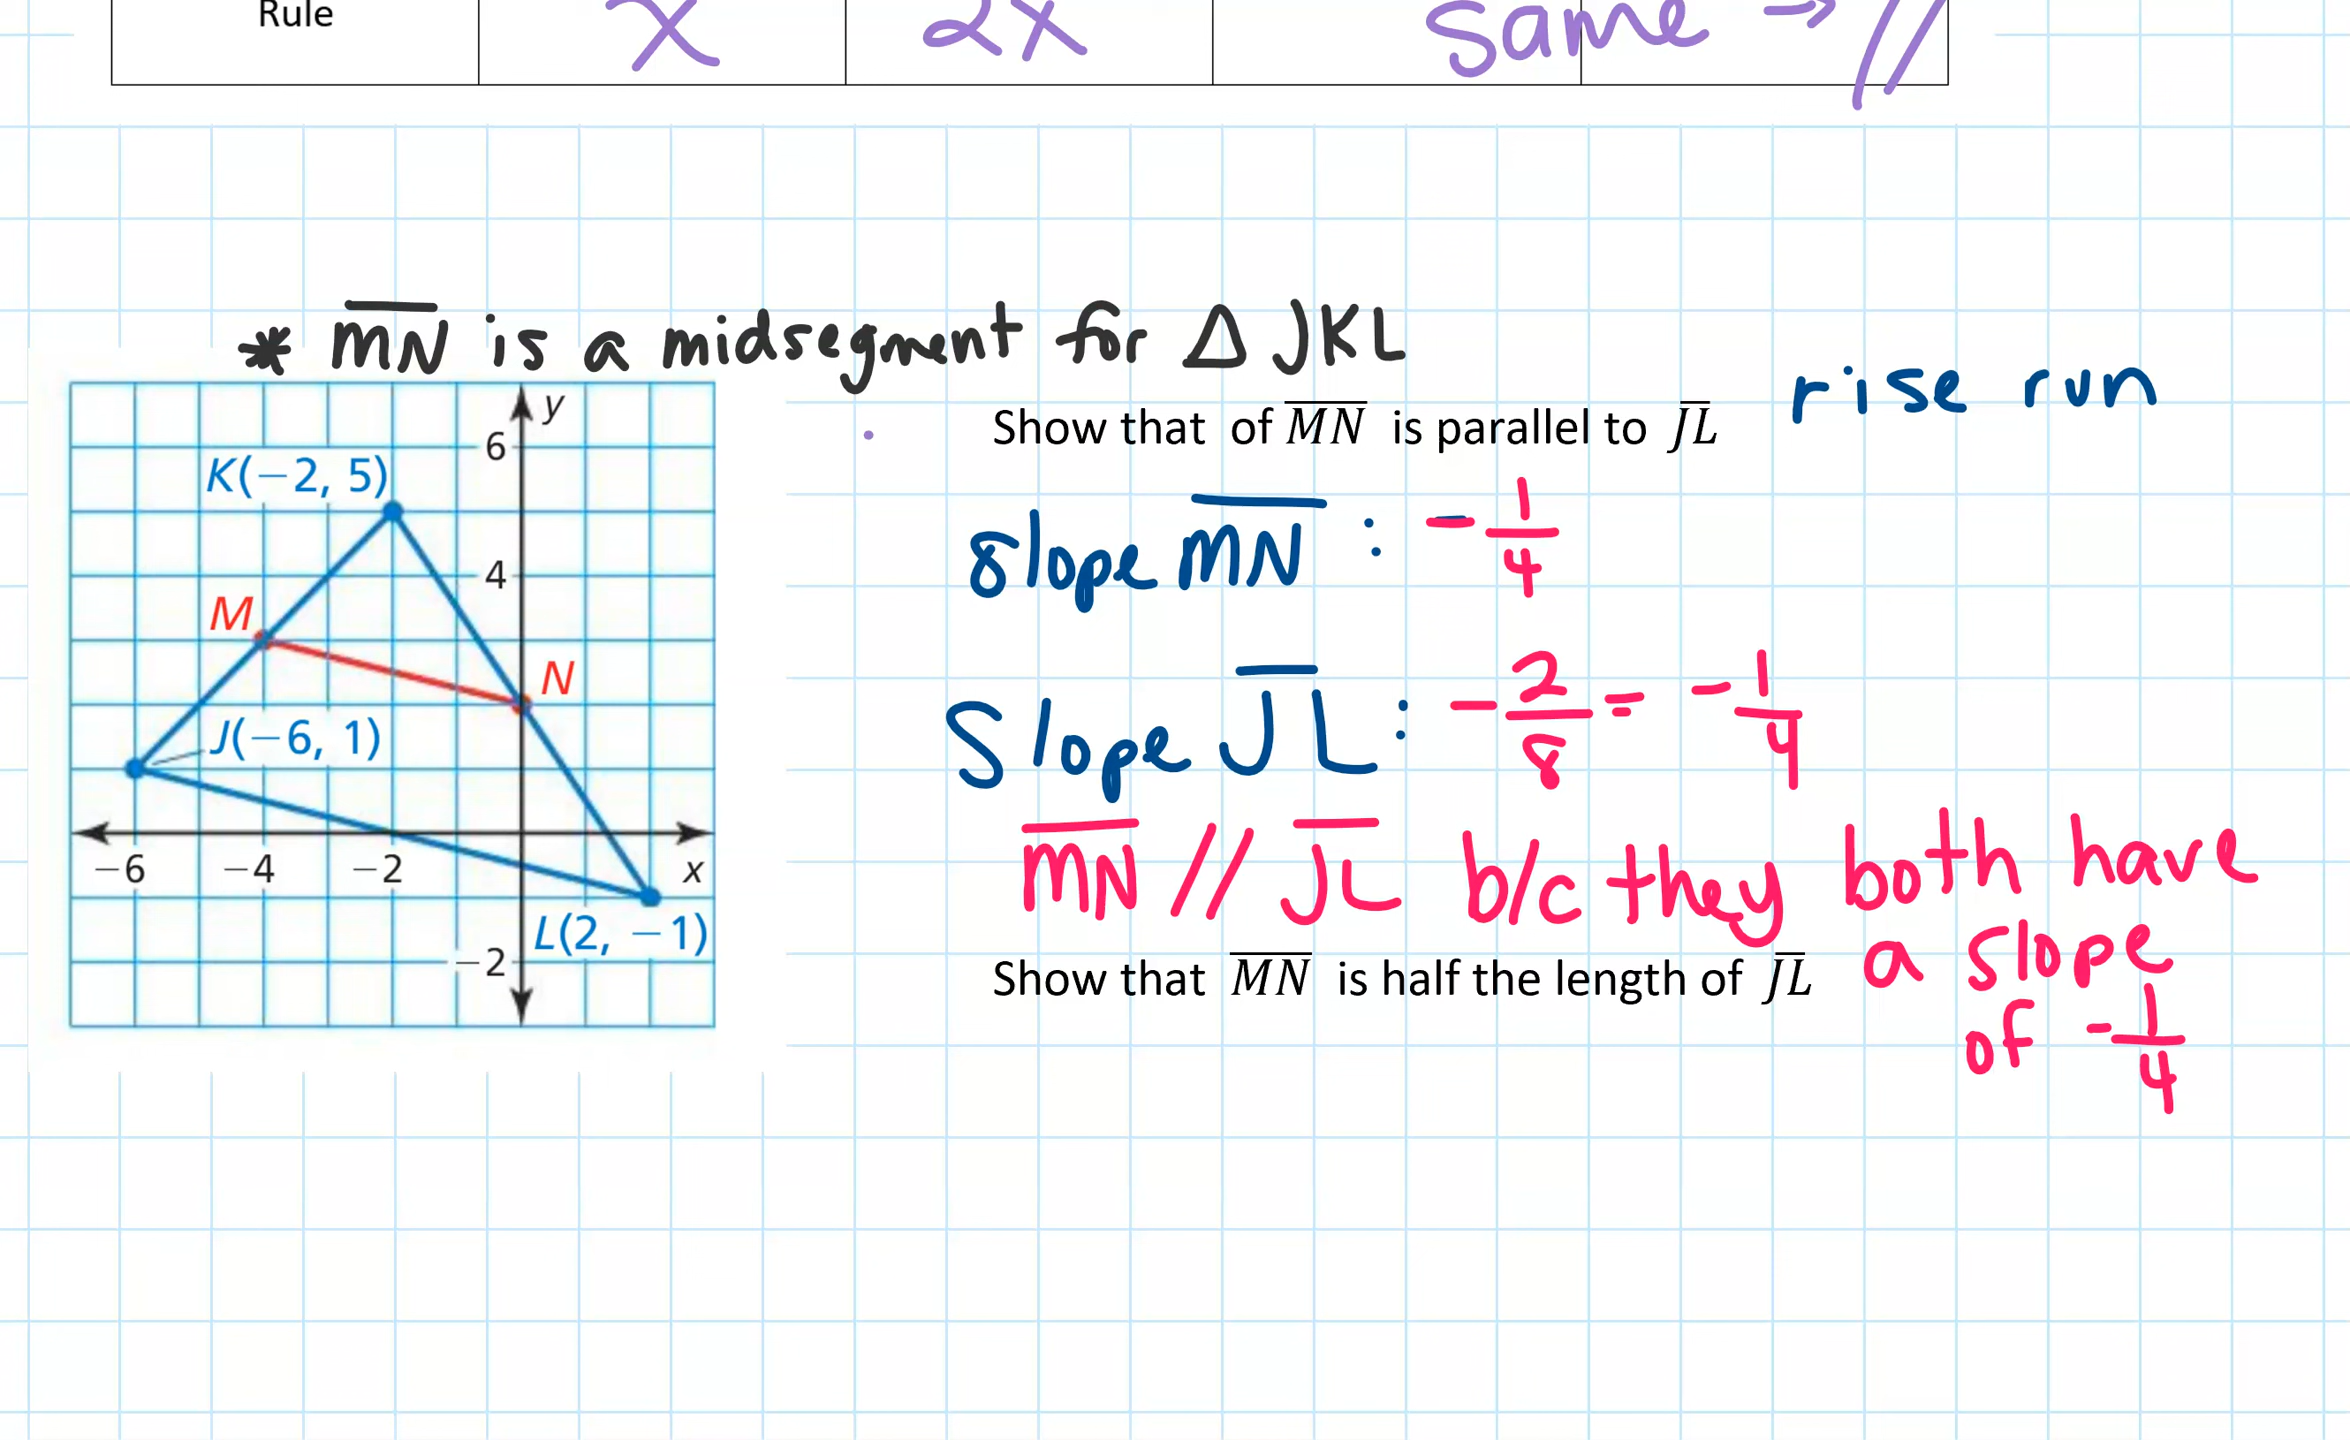 Rule x 2x same → //
* MN is a midsegment for △ JKL
rise run
Show that of MN is parallel to JL
y
6
K(−2, 5)
4
slope MN : - 1/4
M
N
J(−6, 1)
Slope JL : - 2/8 = - 1/4
−6 −4 −2 x
MN // JL b/c they both have
a slope
of - 1/4
L(2, −1)
−2
Show that MN is half the length of JL